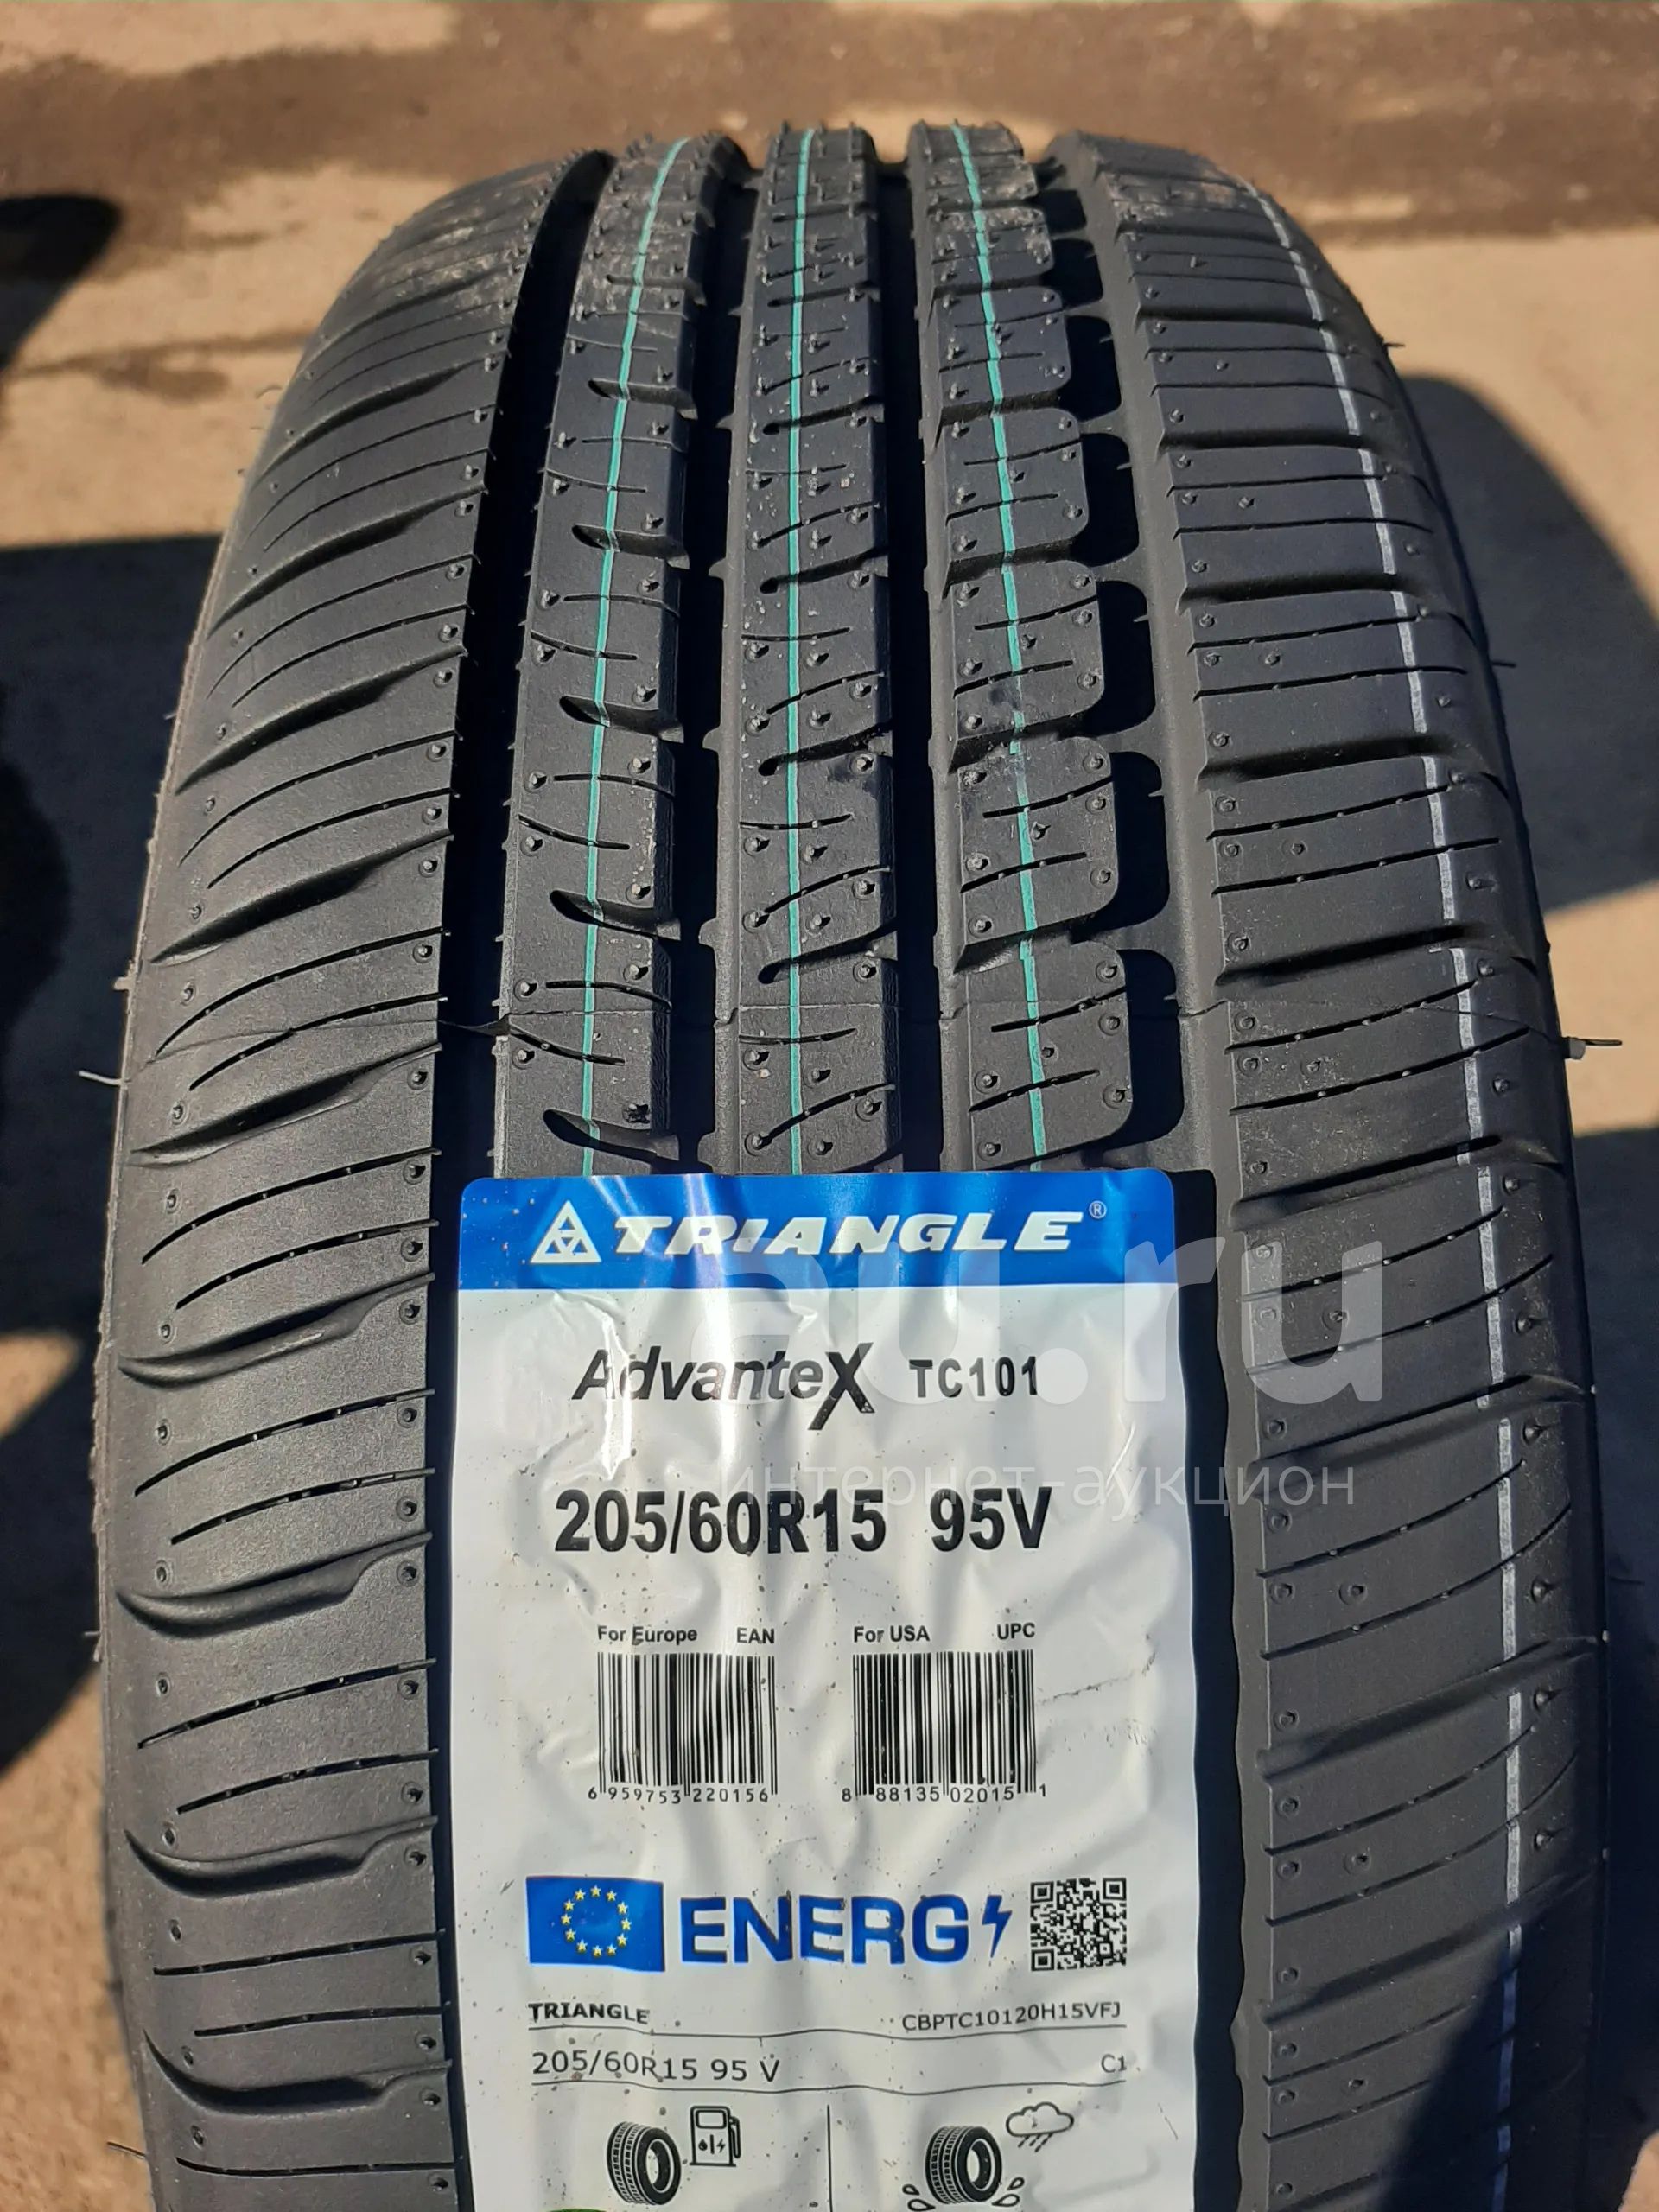 TRIANGLE®
au.ru
AdvanteX TC101
интернет-аукцион
205/60R15 95V
For Europe EAN For USA UPC
6 959753 220156 8 88135 02015 1
ENERG
TRIANGLE CBPTC10120H15VFJ
205/60R15 95 V C1